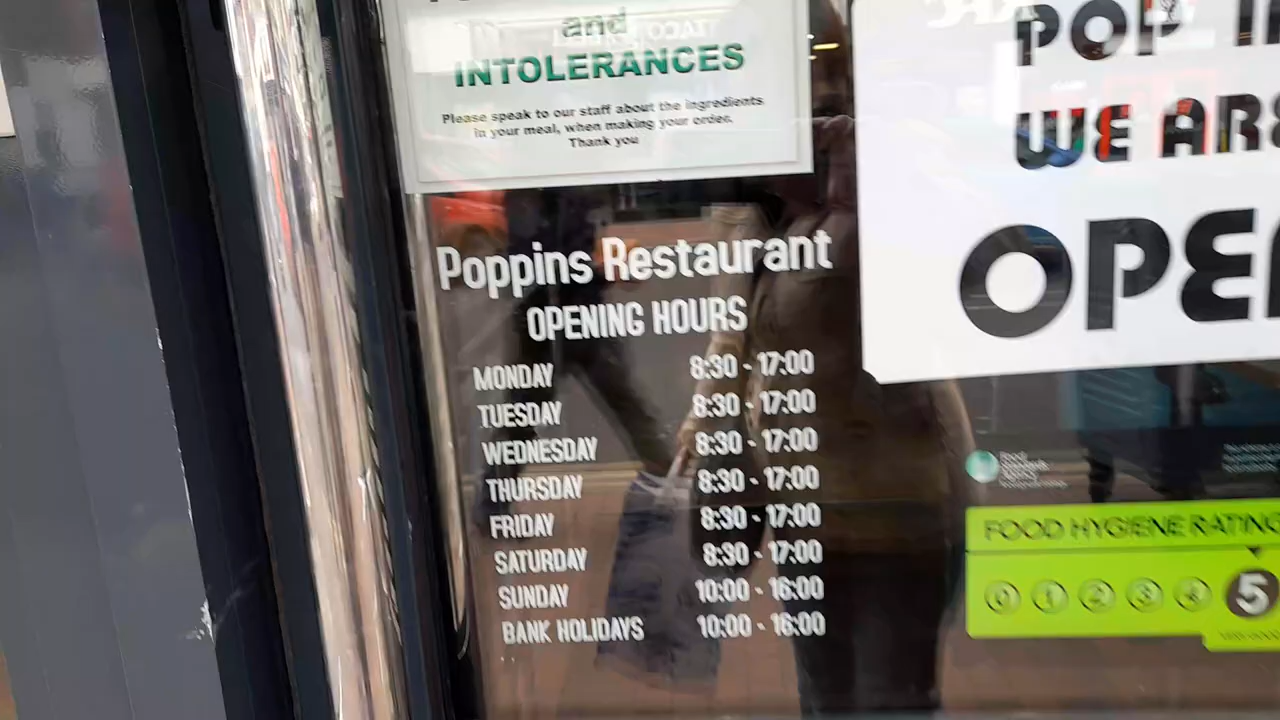 and
INTOLERANCES
Please speak to our staff about the ingredients
in your meal, when making your order.
Thank you
Poppins Restaurant
OPENING HOURS
MONDAY 8:30 - 17:00
TUESDAY 8:30 - 17:00
WEDNESDAY 8:30 - 17:00
THURSDAY 8:30 - 17:00
FRIDAY 8:30 - 17:00
SATURDAY 8:30 - 17:00
SUNDAY 10:00 - 16:00
BANK HOLIDAYS 10:00 - 16:00
POP
WE
FOOD HYGIENE RATING
0 1 2 3 4 5